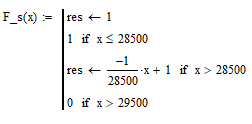 F_s(x) := res ← 1
1 if x ≤ 28500
res ← -1/28500 ·x + 1 if x > 28500
0 if x > 29500